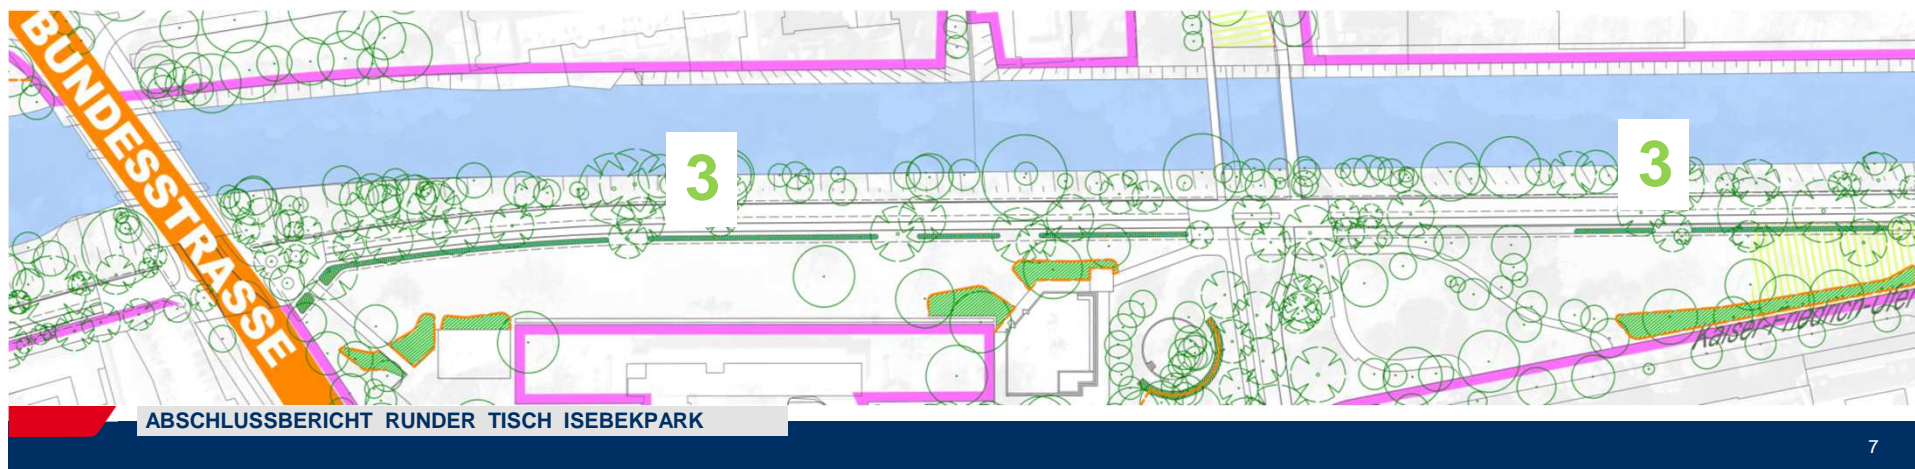 BUNDESSTRASSE
3
3
Kaiser-Friedrich-Ufer
ABSCHLUSSBERICHT RUNDER TISCH ISEBEKPARK
7